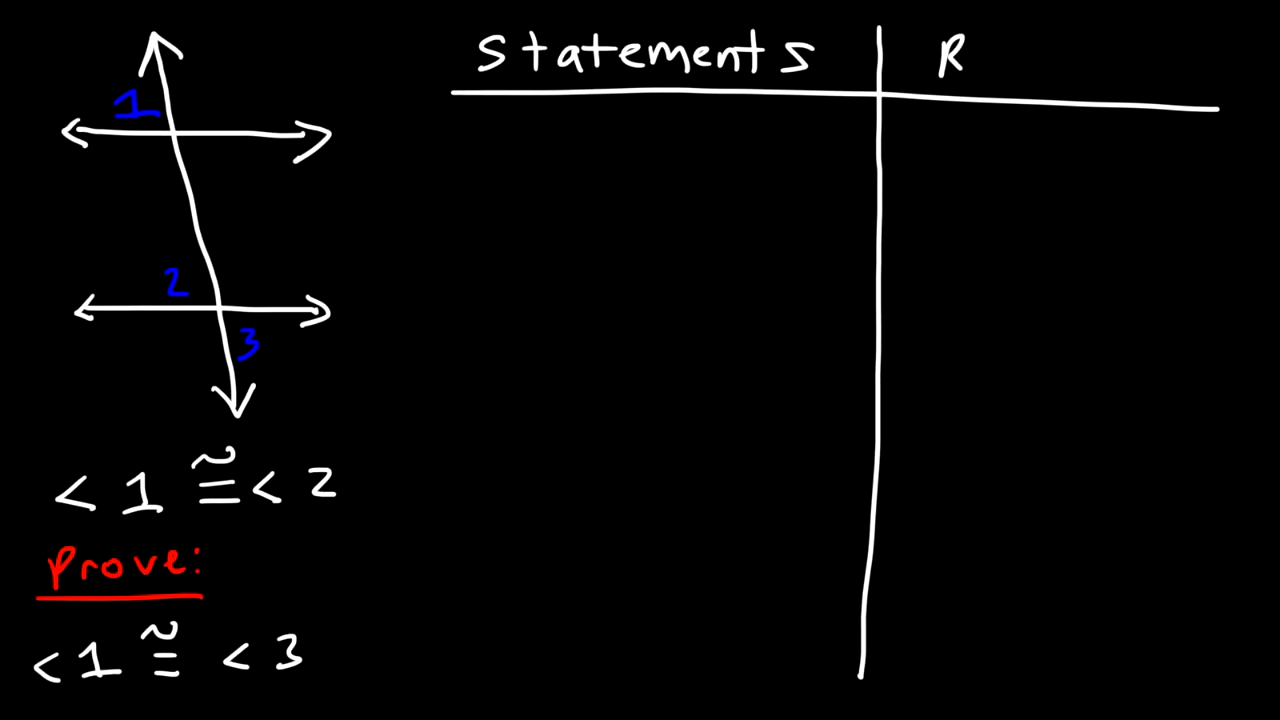 Statements R
1
2
3
< 1 ≅ < 2
Prove:
< 1 ≅ < 3